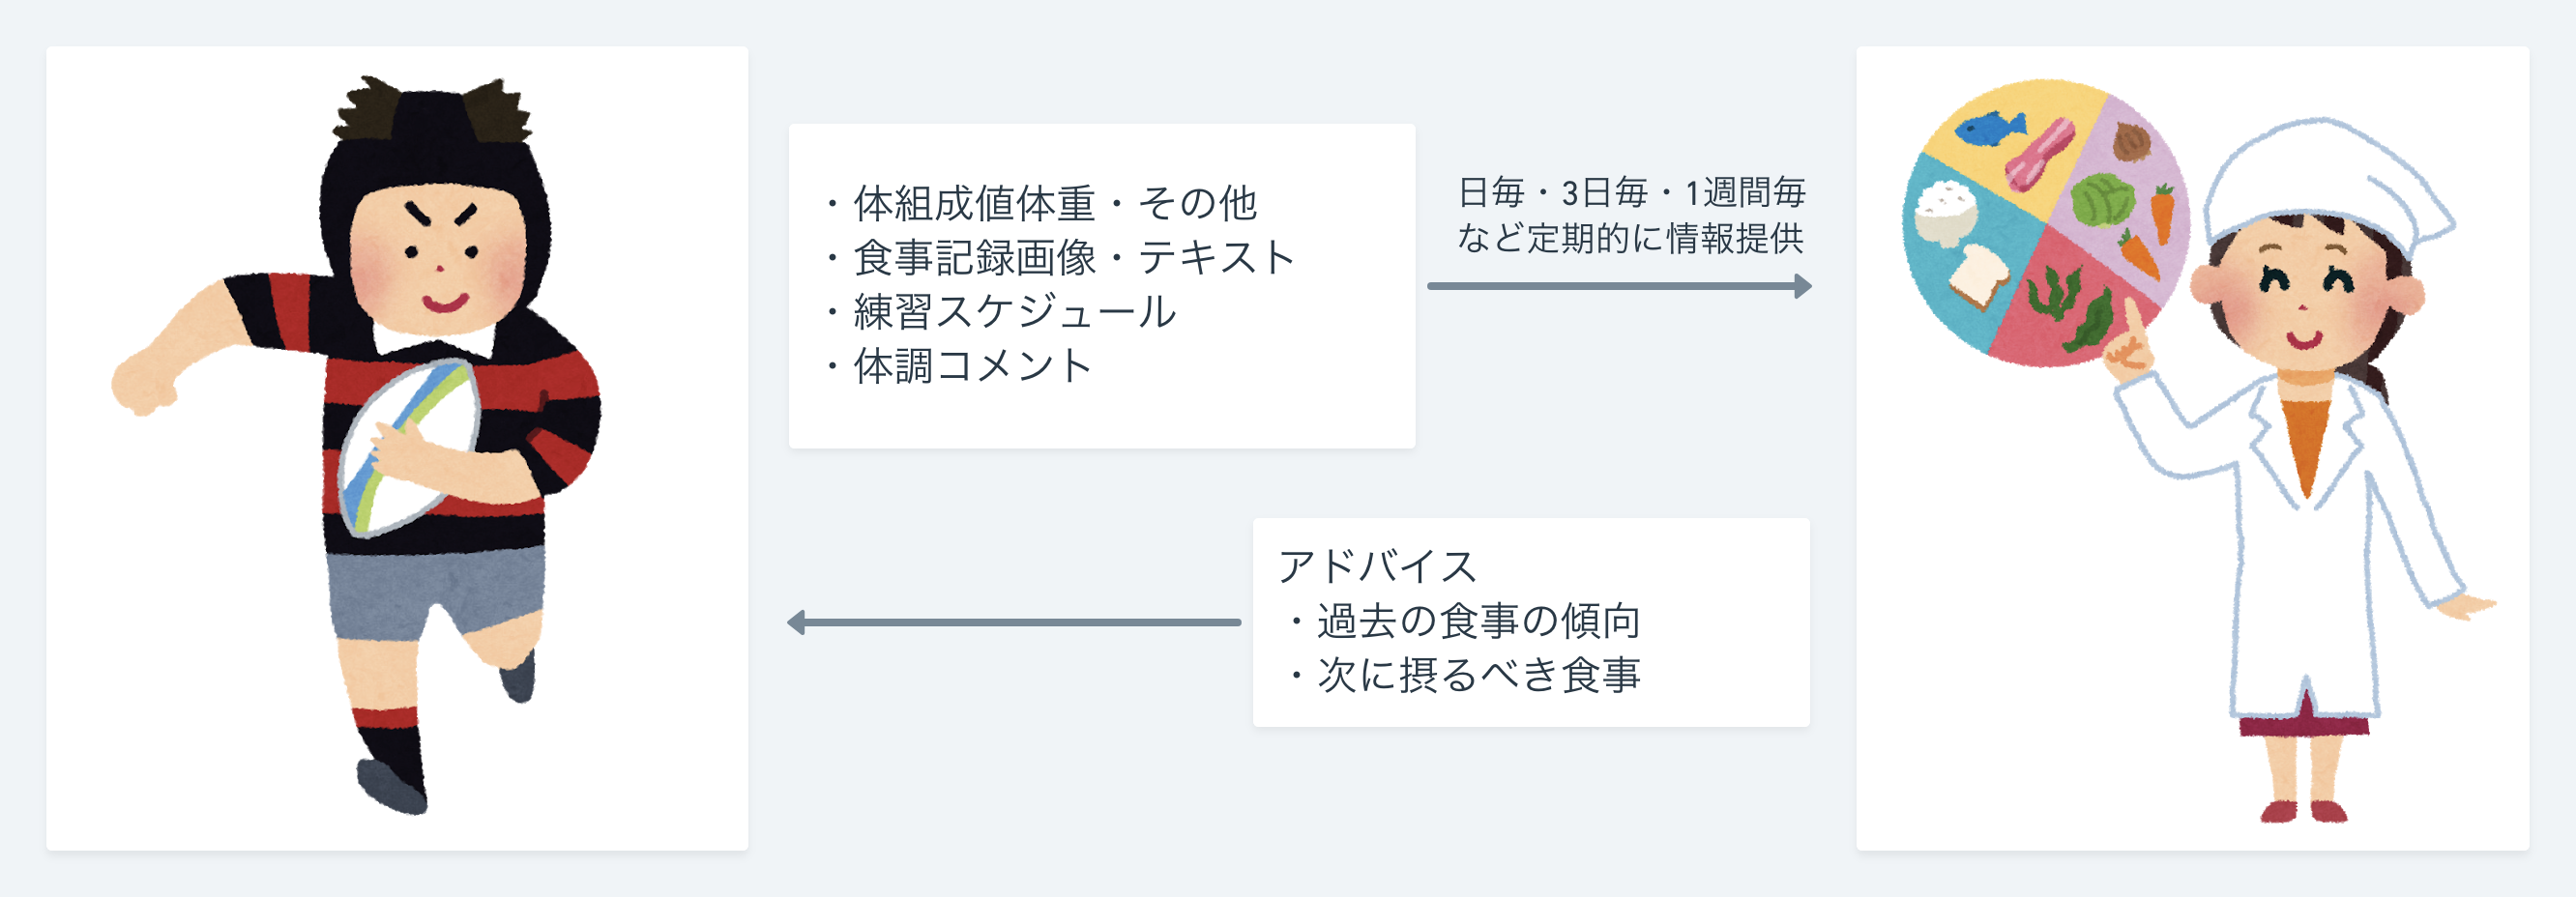 ・体組成値体重・その他
・食事記録画像・テキスト
・練習スケジュール
・体調コメント
日毎・3日毎・1週間毎
など定期的に情報提供
アドバイス
・過去の食事の傾向
・次に摂るべき食事